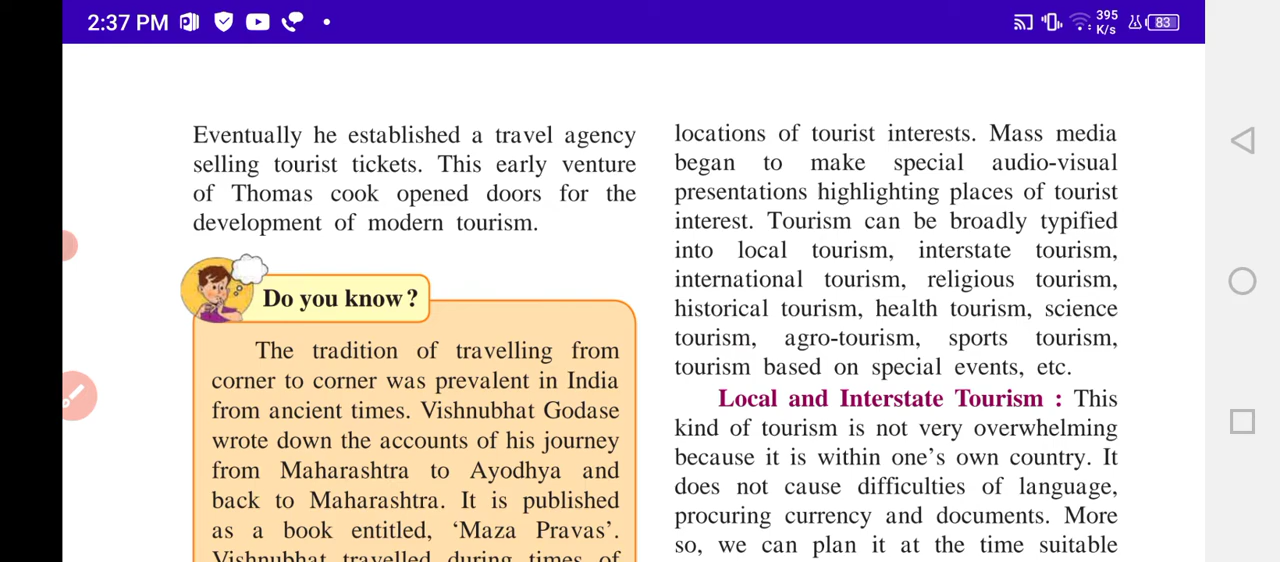 2:37 PM
395
K/s
83
Eventually he established a travel agency
selling tourist tickets. This early venture
of Thomas cook opened doors for the
development of modern tourism.
Do you know?
The tradition of travelling from
corner to corner was prevalent in India
from ancient times. Vishnubhat Godase
wrote down the accounts of his journey
from Maharashtra to Ayodhya and
back to Maharashtra. It is published
as a book entitled, ‘Maza Pravas’.
Vishnubhat travelled during times of
locations of tourist interests. Mass media
began to make special audio-visual
presentations highlighting places of tourist
interest. Tourism can be broadly typified
into local tourism, interstate tourism,
international tourism, religious tourism,
historical tourism, health tourism, science
tourism, agro-tourism, sports tourism,
tourism based on special events, etc.
Local and Interstate Tourism : This
kind of tourism is not very overwhelming
because it is within one’s own country. It
does not cause difficulties of language,
procuring currency and documents. More
so, we can plan it at the time suitable